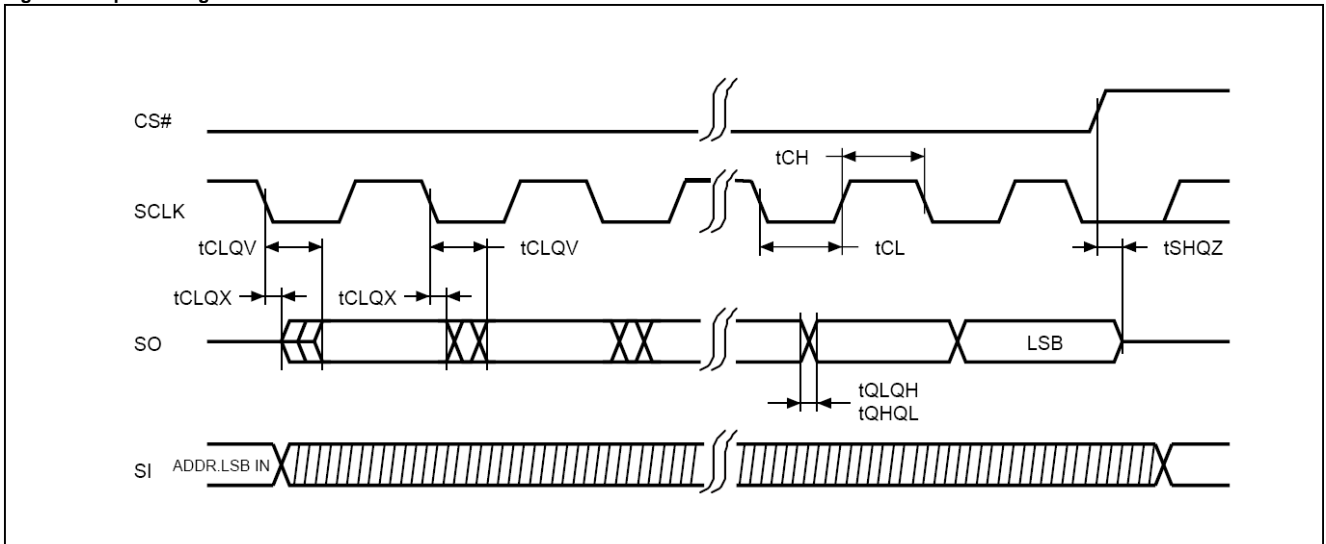 CS#
tCH
SCLK
tCLQV
tCLQV
tCL
tSHQZ
tCLQX
tCLQX
SO
LSB
tQLQH
tQHQL
SI
ADDR.LSB IN